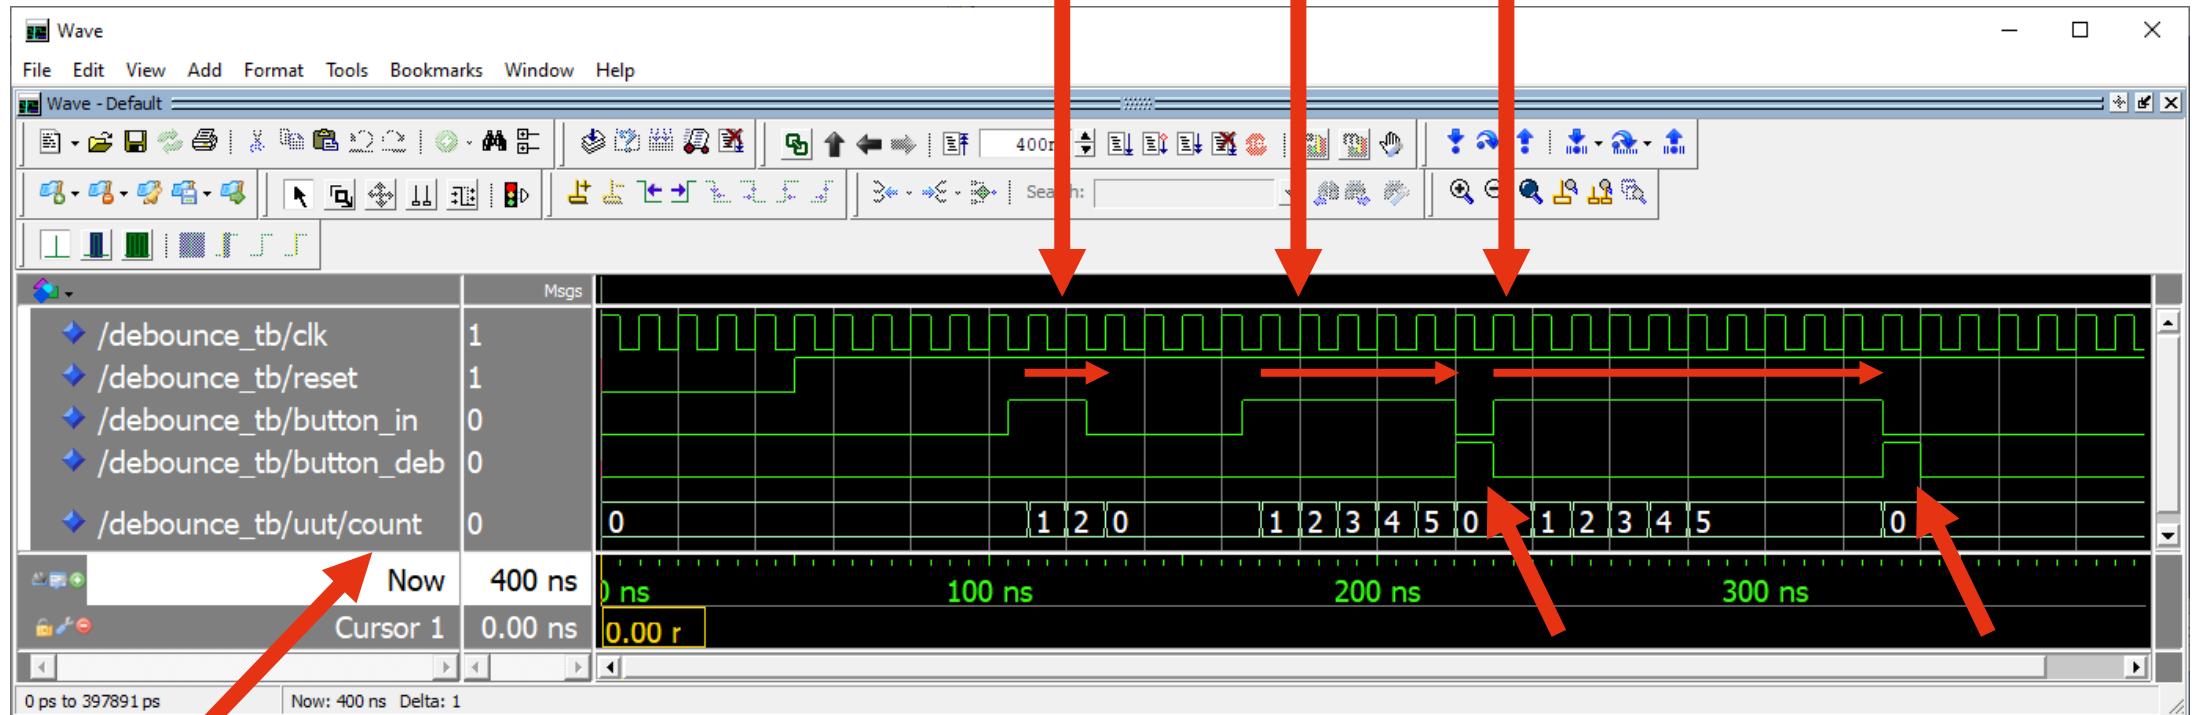 Wave
File Edit View Add Format Tools Bookmarks Window Help
Wave - Default
400
Msgs
/debounce_tb/clk 1
/debounce_tb/reset 1
/debounce_tb/button_in 0
/debounce_tb/button_deb 0
/debounce_tb/uut/count 0 0 1 2 0 1 2 3 4 5 0 1 2 3 4 5 0
Now 400 ns ns 100 ns 200 ns 300 ns
Cursor 1 0.00 ns 0.00 r
0 ps to 397891 ps Now: 400 ns Delta: 1